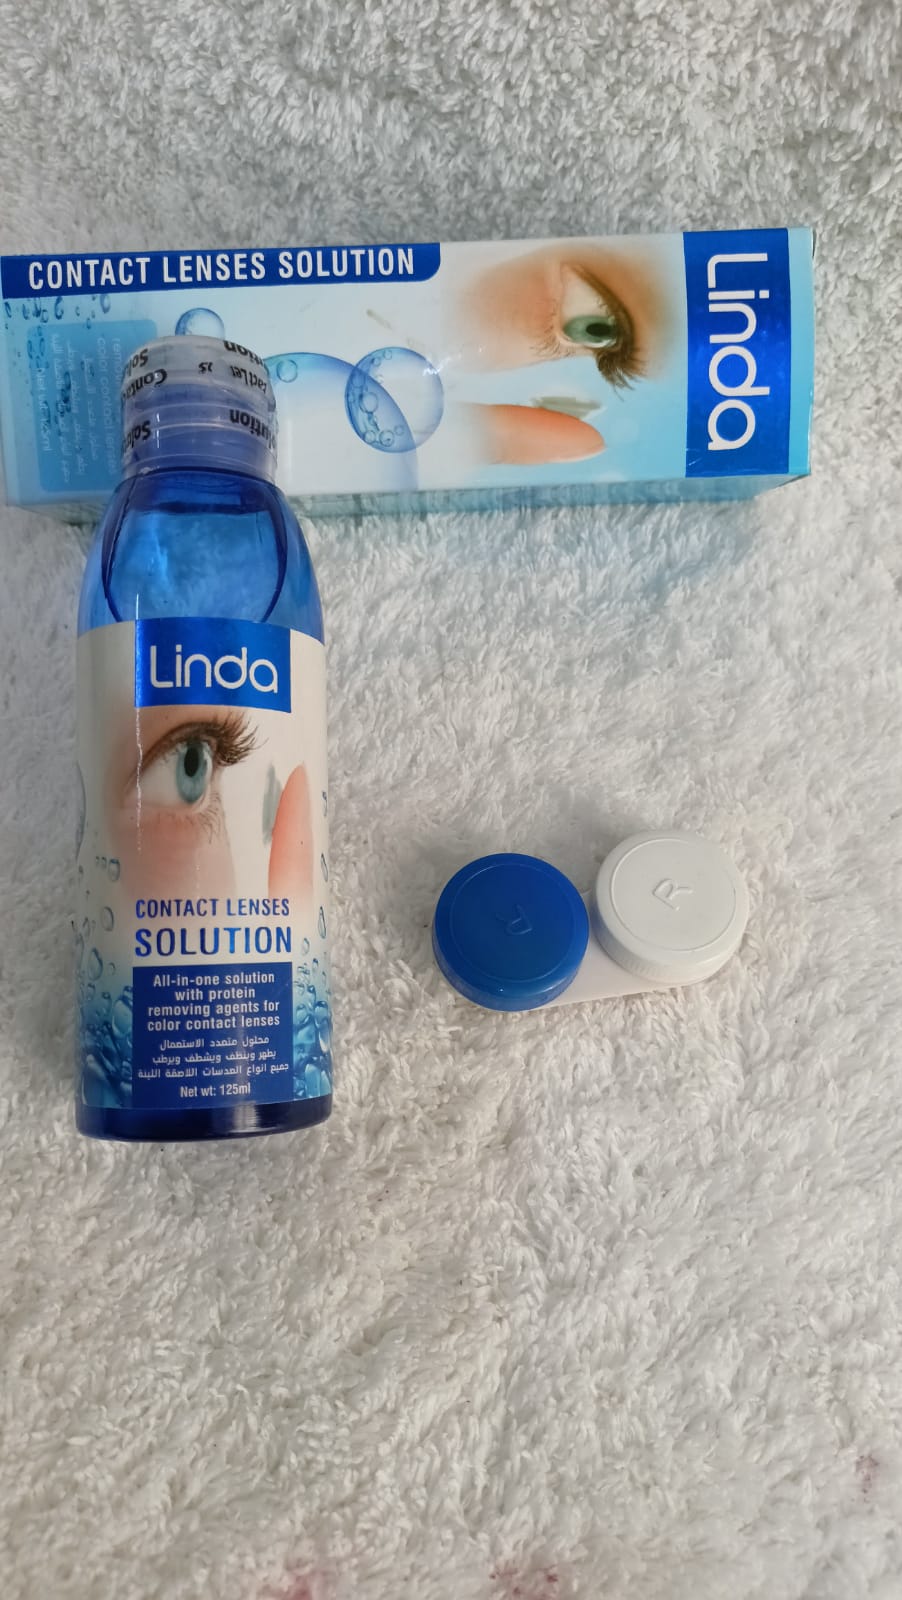 CONTACT LENSES SOLUTION
Linda
Linda
CONTACT LENSES
SOLUTION
All-in-one solution
with protein
removing agents for
color contact lenses
محلول متعدد الاستعمال
يطهر وينظف ويشطف ويرطب
جميع انواع العدسات اللاصقة اللينة
Net wt: 125ml
R
R